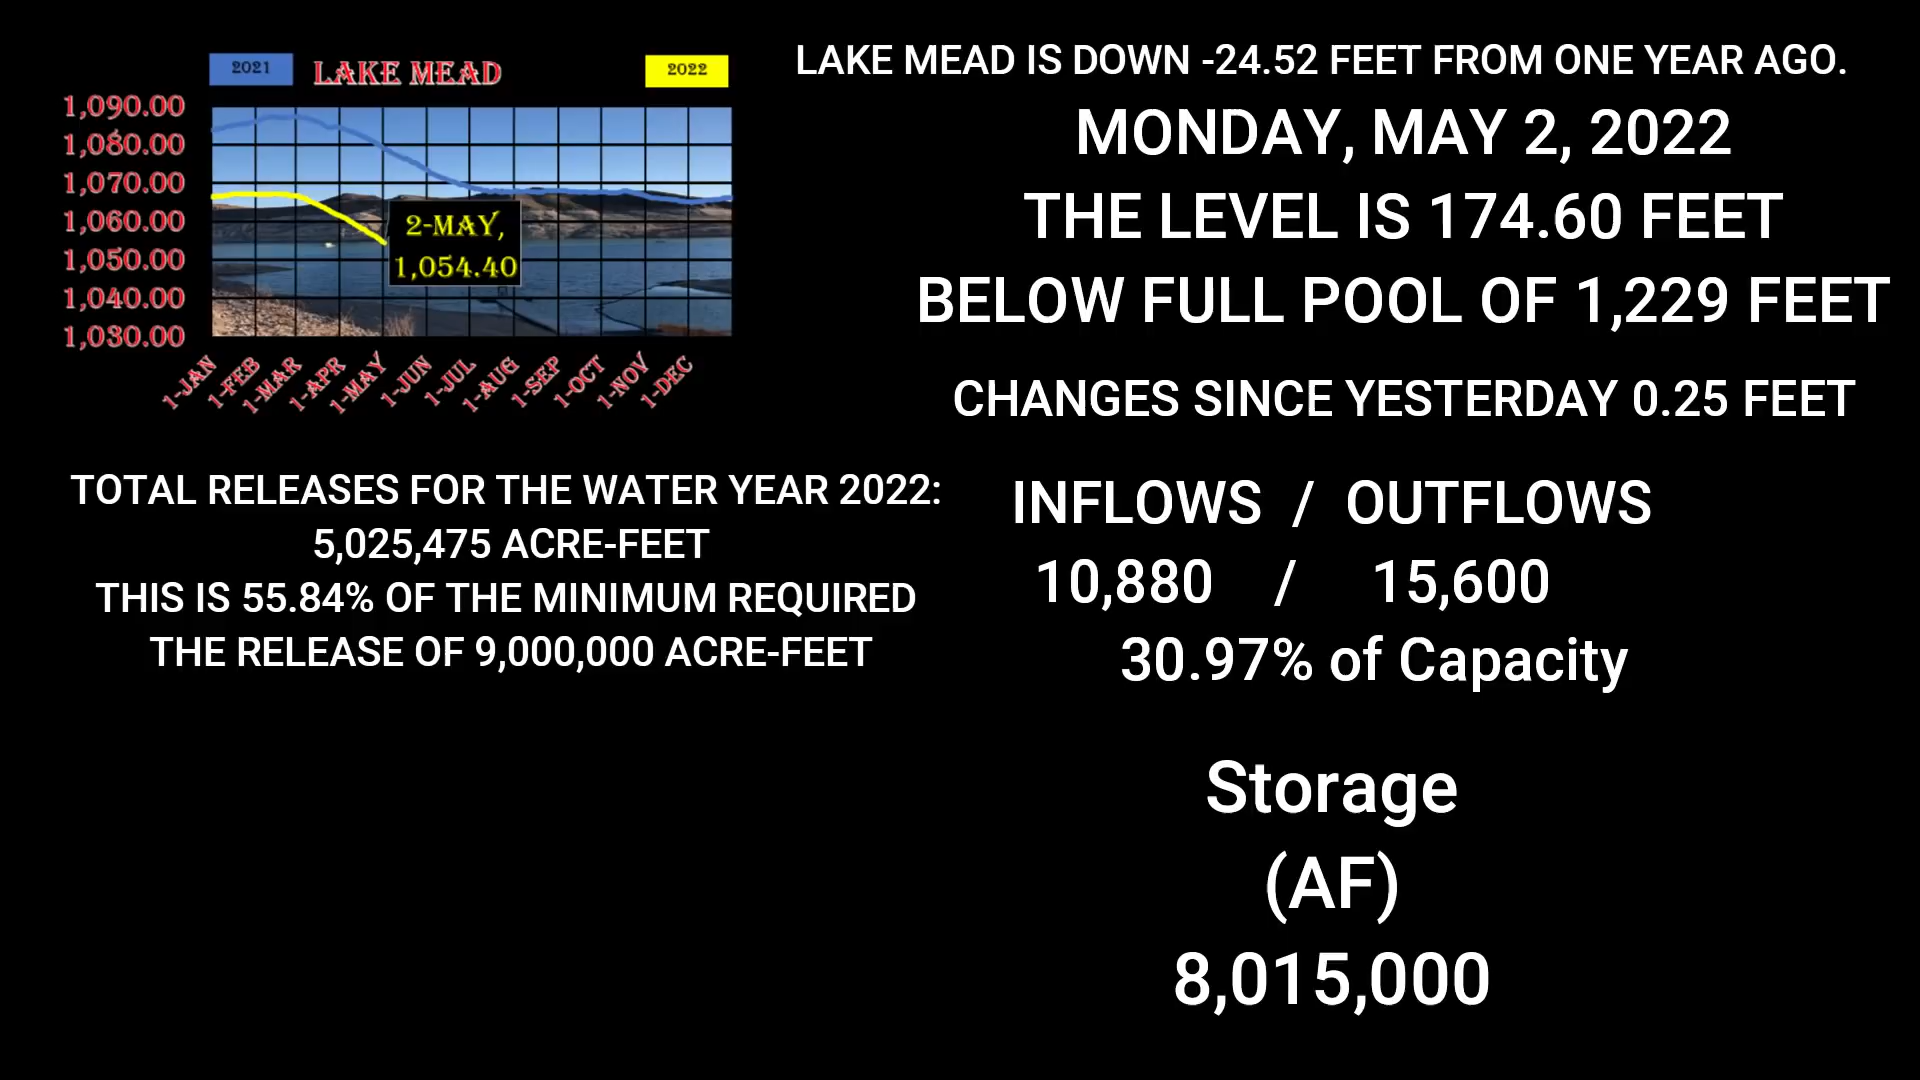 2021
LAKE MEAD
2022
1,090.00
1,080.00
1,070.00
1,060.00
1,050.00
1,040.00
1,030.00
2-MAY,
1,054.40
1-JAN
1-FEB
1-MAR
1-APR
1-MAY
1-JUN
1-JUL
1-AUG
1-SEP
1-OCT
1-NOV
1-DEC
LAKE MEAD IS DOWN -24.52 FEET FROM ONE YEAR AGO.
MONDAY, MAY 2, 2022
THE LEVEL IS 174.60 FEET
BELOW FULL POOL OF 1,229 FEET
CHANGES SINCE YESTERDAY 0.25 FEET
TOTAL RELEASES FOR THE WATER YEAR 2022:
5,025,475 ACRE-FEET
THIS IS 55.84% OF THE MINIMUM REQUIRED
THE RELEASE OF 9,000,000 ACRE-FEET
INFLOWS / OUTFLOWS
10,880 / 15,600
30.97% of Capacity
Storage
(AF)
8,015,000